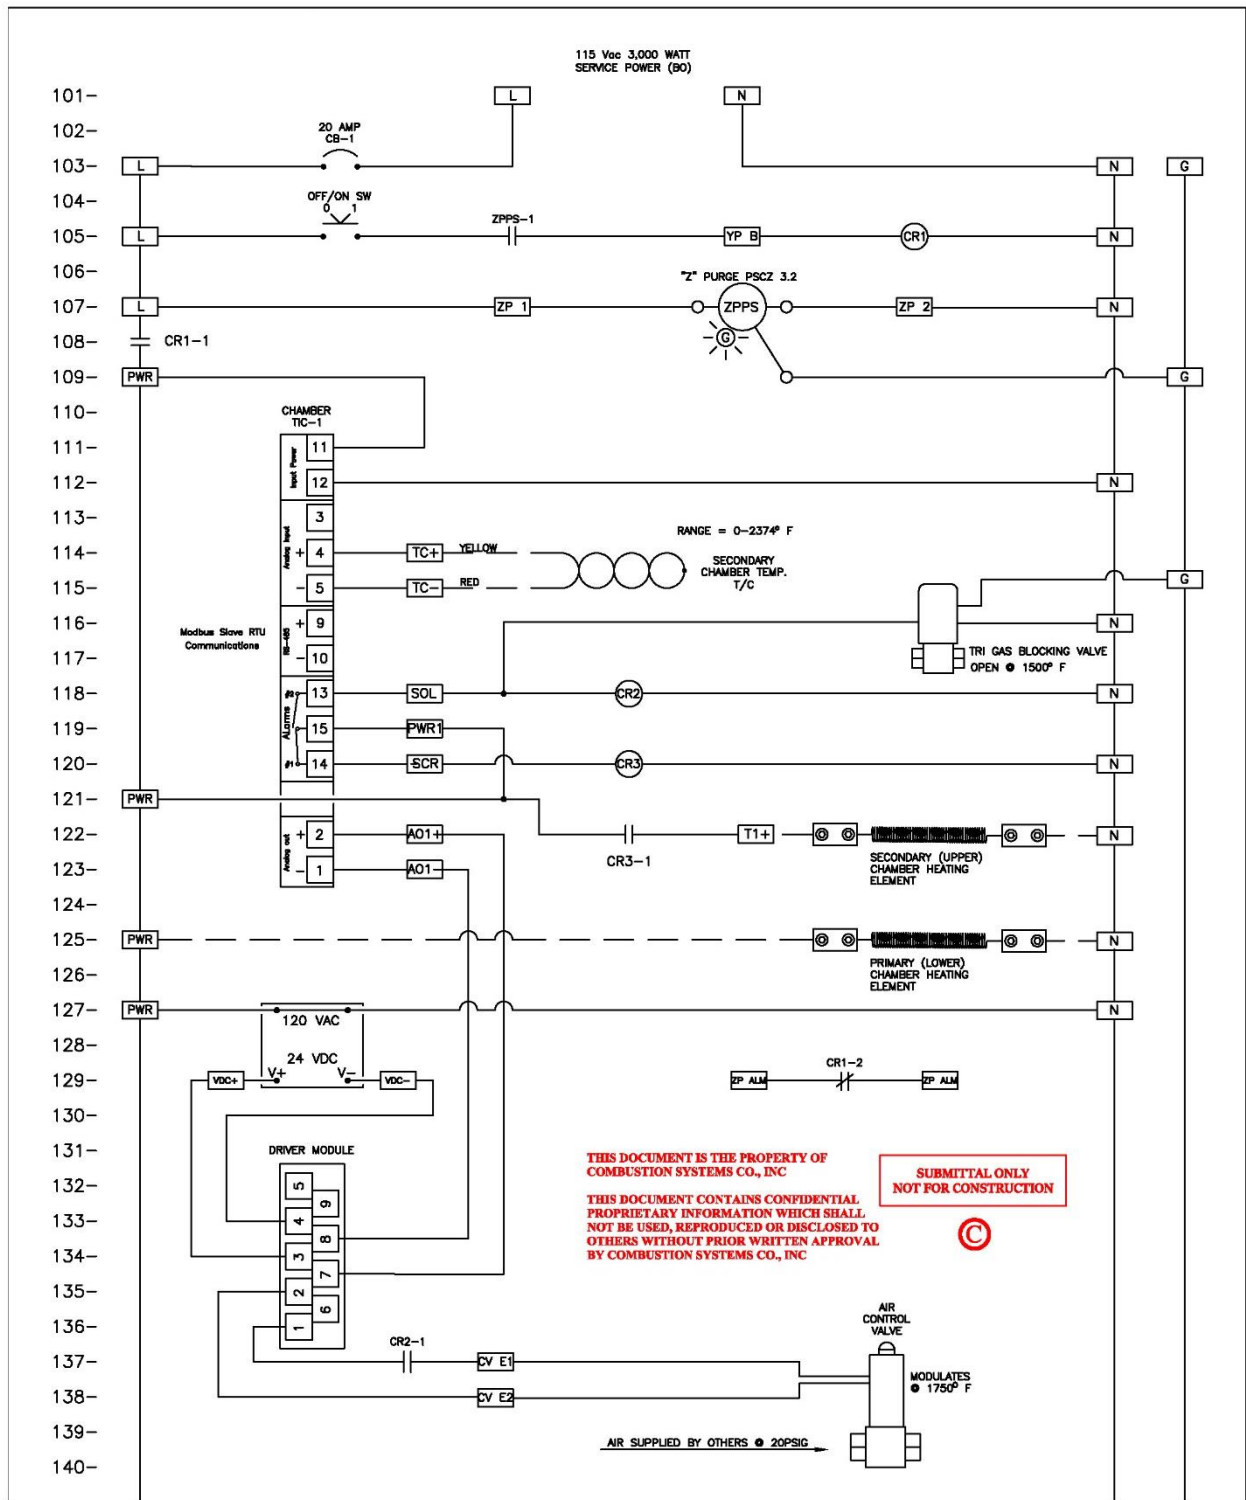 115 Vac 3,000 WATT
SERVICE POWER (BO)
101-
L
N
102-
20 AMP
CB-1
103-
L
N
G
104-
OFF/ON SW
0 1
105-
L
ZPPS-1
YP B
CR1
N
106-
"Z" PURGE PSCZ 3.2
107-
L
ZP 1
ZPPS
ZP 2
N
108-
CR1-1
G
109-
PWR
G
110-
CHAMBER
TIC-1
111-
Input Power
11
112-
12
N
113-
3
RANGE = 0-2374° F
114-
Analog Input
+ 4
TC+
YELLOW
SECONDARY
CHAMBER TEMP.
T/C
115-
- 5
TC-
RED
G
116-
+ 9
N
Modbus Slave RTU
Communications
RS-485
117-
- 10
TRI GAS BLOCKING VALVE
OPEN @ 1500° F
118-
#2
13
SOL
CR2
N
ALarms
119-
15
PWR1
120-
#1
14
SCR
CR3
N
121-
PWR
122-
Analog out
+ 2
AO1+
CR3-1
T1+
N
SECONDARY (UPPER)
CHAMBER HEATING
ELEMENT
123-
- 1
AO1-
124-
125-
PWR
N
PRIMARY (LOWER)
CHAMBER HEATING
ELEMENT
126-
127-
PWR
120 VAC
N
128-
24 VDC
129-
VDC+
V+
V-
VDC-
ZP ALM
CR1-2
ZP ALM
130-
131-
DRIVER MODULE
132-
5
9
133-
4
8
134-
3
7
135-
2
6
136-
1
THIS DOCUMENT IS THE PROPERTY OF
COMBUSTION SYSTEMS CO., INC
THIS DOCUMENT CONTAINS CONFIDENTIAL
PROPRIETARY INFORMATION WHICH SHALL
NOT BE USED, REPRODUCED OR DISCLOSED TO
OTHERS WITHOUT PRIOR WRITTEN APPROVAL
BY COMBUSTION SYSTEMS CO., INC
SUBMITTAL ONLY
NOT FOR CONSTRUCTION
©
AIR
CONTROL
VALVE
137-
CR2-1
CV E1
MODULATES
@ 1750° F
138-
CV E2
139-
AIR SUPPLIED BY OTHERS @ 20PSIG
140-